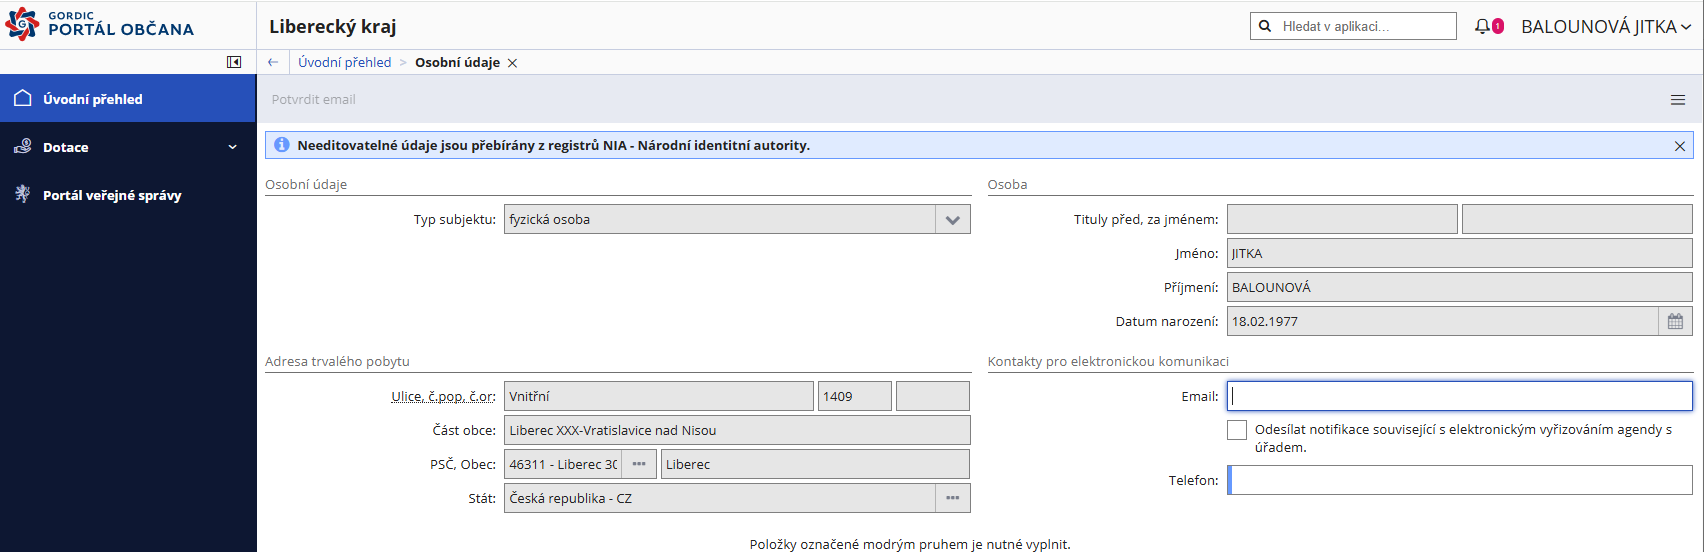 GORDIC
PORTÁL OBČANA
Liberecký kraj
Hledat v aplikaci...
1
BALOUNOVÁ JITKA
Úvodní přehled > Osobní údaje
Úvodní přehled
Dotace
Portál veřejné správy
Potvrdit email
Needitovatelné údaje jsou přebírány z registrů NIA - Národní identitní autority.
Osobní údaje
Typ subjektu: fyzická osoba
Osoba
Tituly před, za jménem:
Jméno: JITKA
Příjmení: BALOUNOVÁ
Datum narození: 18.02.1977
Adresa trvalého pobytu
Ulice, č.pop, č.or: Vnitřní 1409
Část obce: Liberec XXX-Vratislavice nad Nisou
PSČ, Obec: 46311 - Liberec 30 ... Liberec
Stát: Česká republika - CZ ...
Kontakty pro elektronickou komunikaci
Email:
Odesílat notifikace související s elektronickým vyřizováním agendy s
úřadem.
Telefon:
Položky označené modrým pruhem je nutné vyplnit.